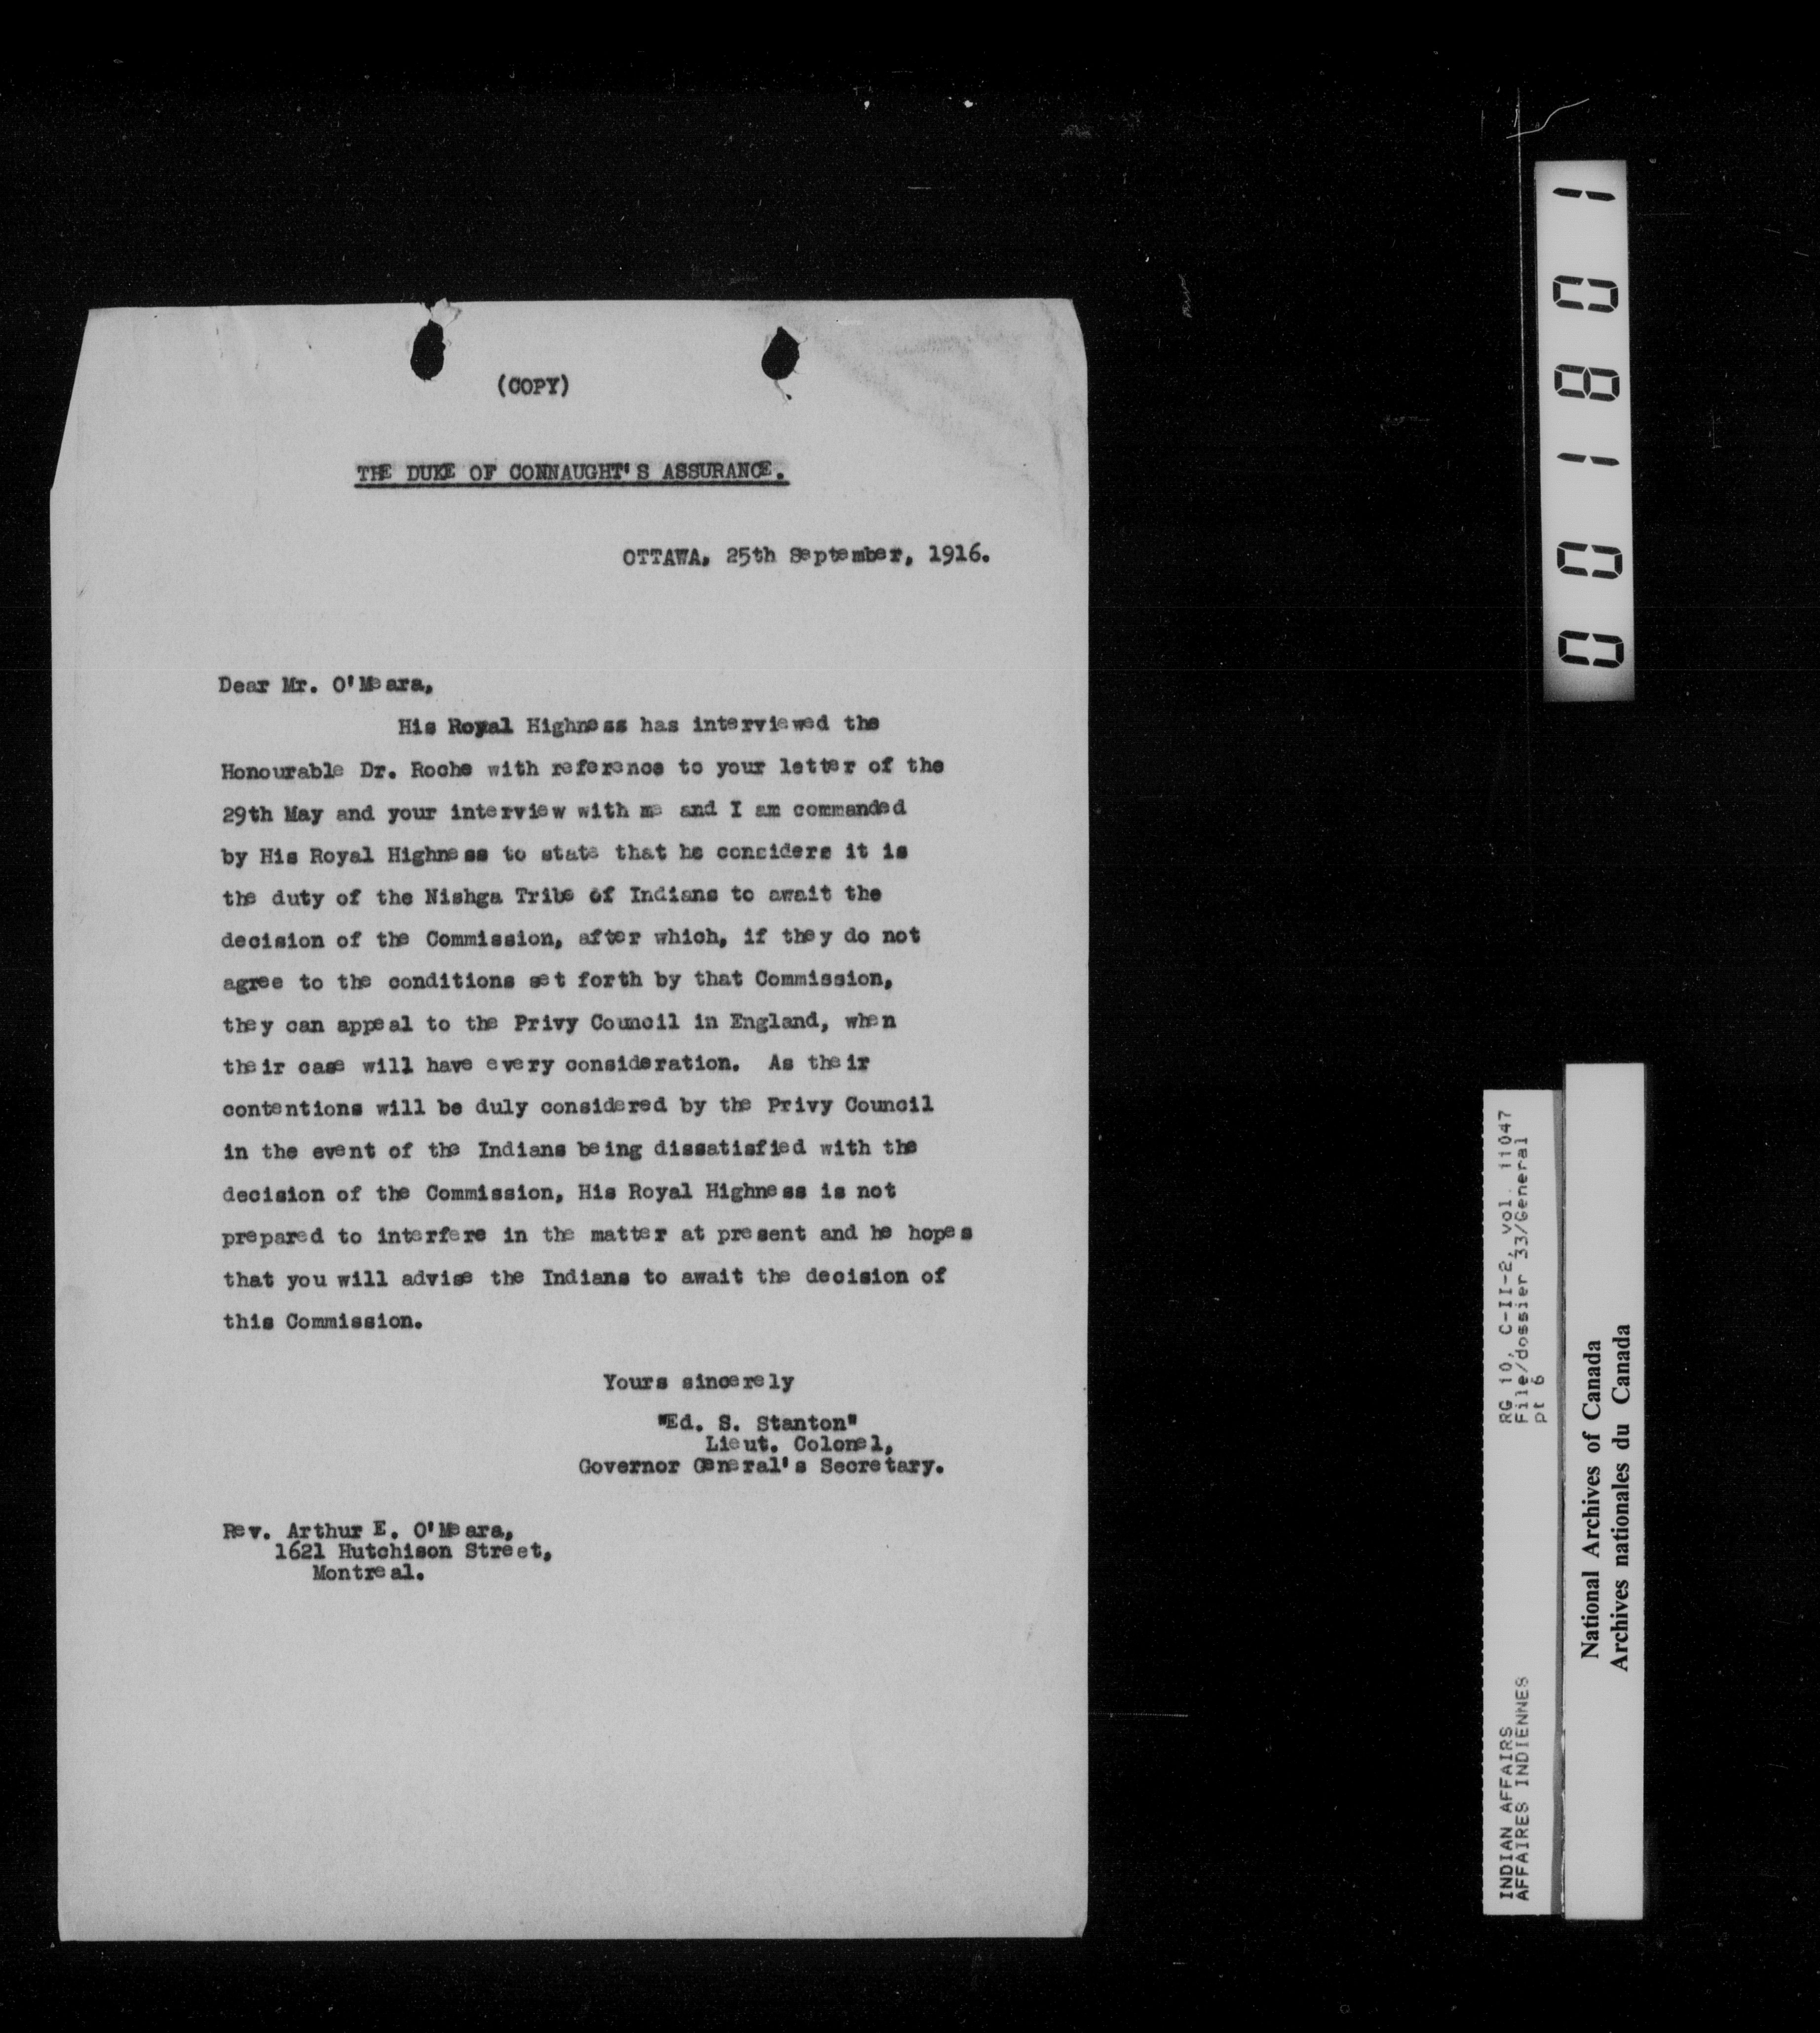 (COPY)
THE DUKE OF CONNAUGHT'S ASSURANCE.
OTTAWA, 25th September, 1916.
Dear Mr. O'Meara,
His Royal Highness has interviewed the
Honourable Dr. Roche with reference to your letter of the
29th May and your interview with me and I am commanded
by His Royal Highness to state that he considers it is
the duty of the Nishga Tribe of Indians to await the
decision of the Commission, after which, if they do not
agree to the conditions set forth by that Commission,
they can appeal to the Privy Council in England, when
their case will have every consideration. As their
contentions will be duly considered by the Privy Council
in the event of the Indians being dissatisfied with the
decision of the Commission, His Royal Highness is not
prepared to interfere in the matter at present and he hopes
that you will advise the Indians to await the decision of
this Commission.
Yours sincerely
"Ed. S. Stanton"
Lieut. Colonel,
Governor General's Secretary.
Rev. Arthur E. O'Meara,
1621 Hutchison Street,
Montreal.
001801
INDIAN AFFAIRS RG 10, C-II-2, vol. 11047
AFFAIRES INDIENNES File/dossier 33/General
pt 6
National Archives of Canada
Archives nationales du Canada